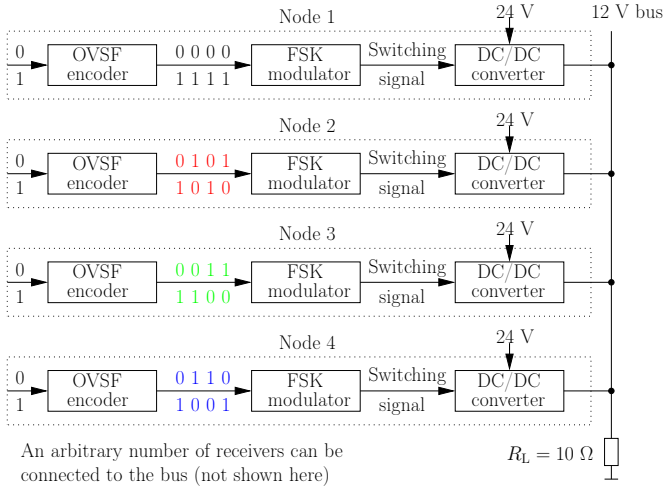 Node 1
24 V
12 V bus
0
1
OVSF
encoder
0 0 0 0
1 1 1 1
FSK
modulator
Switching
signal
DC/DC
converter
Node 2
24 V
0
1
OVSF
encoder
0 1 0 1
1 0 1 0
FSK
modulator
Switching
signal
DC/DC
converter
Node 3
24 V
0
1
OVSF
encoder
0 0 1 1
1 1 0 0
FSK
modulator
Switching
signal
DC/DC
converter
Node 4
24 V
0
1
OVSF
encoder
0 1 1 0
1 0 0 1
FSK
modulator
Switching
signal
DC/DC
converter
An arbitrary number of receivers can be
connected to the bus (not shown here)
R_L = 10 Ω